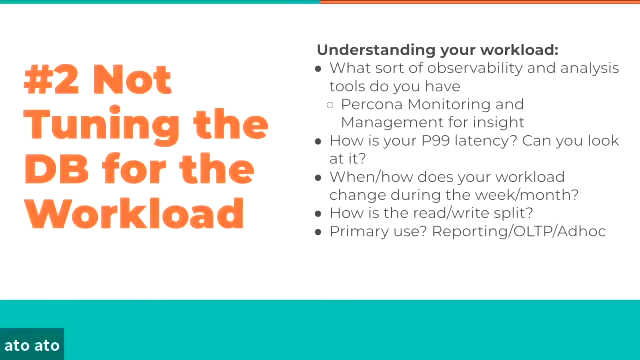 #2 Not
Tuning the
DB for the
Workload
Understanding your workload:
● What sort of observability and analysis
tools do you have
○ Percona Monitoring and
Management for insight
● How is your P99 latency? Can you look
at it?
● When/how does your workload
change during the week/month?
● How is the read/write split?
● Primary use? Reporting/OLTP/Adhoc
ato ato